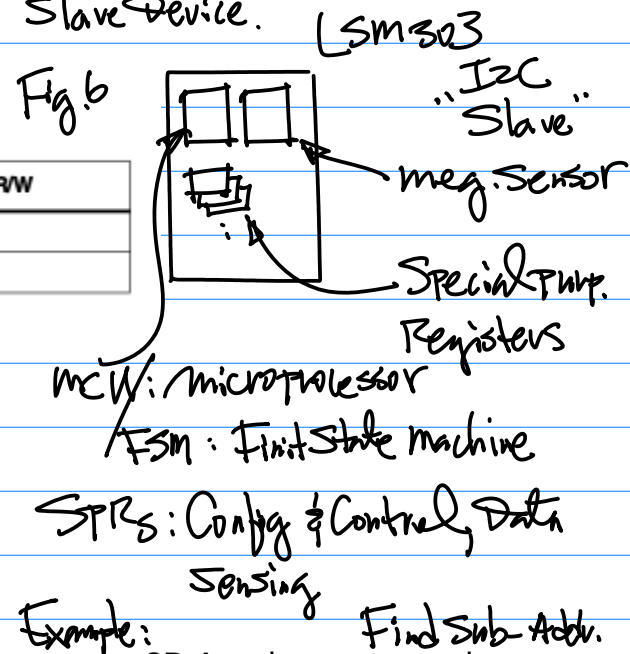 Slave Device.
LSM303
Fig.6
"I2C
Slave"
R/W
meg. Sensor
Special Purp.
Registers
MCU: Microprocessor
/FSM: Finit State Machine
SPRs: Config & Control, Data
Sensing
Example: Find Sub-Addr.